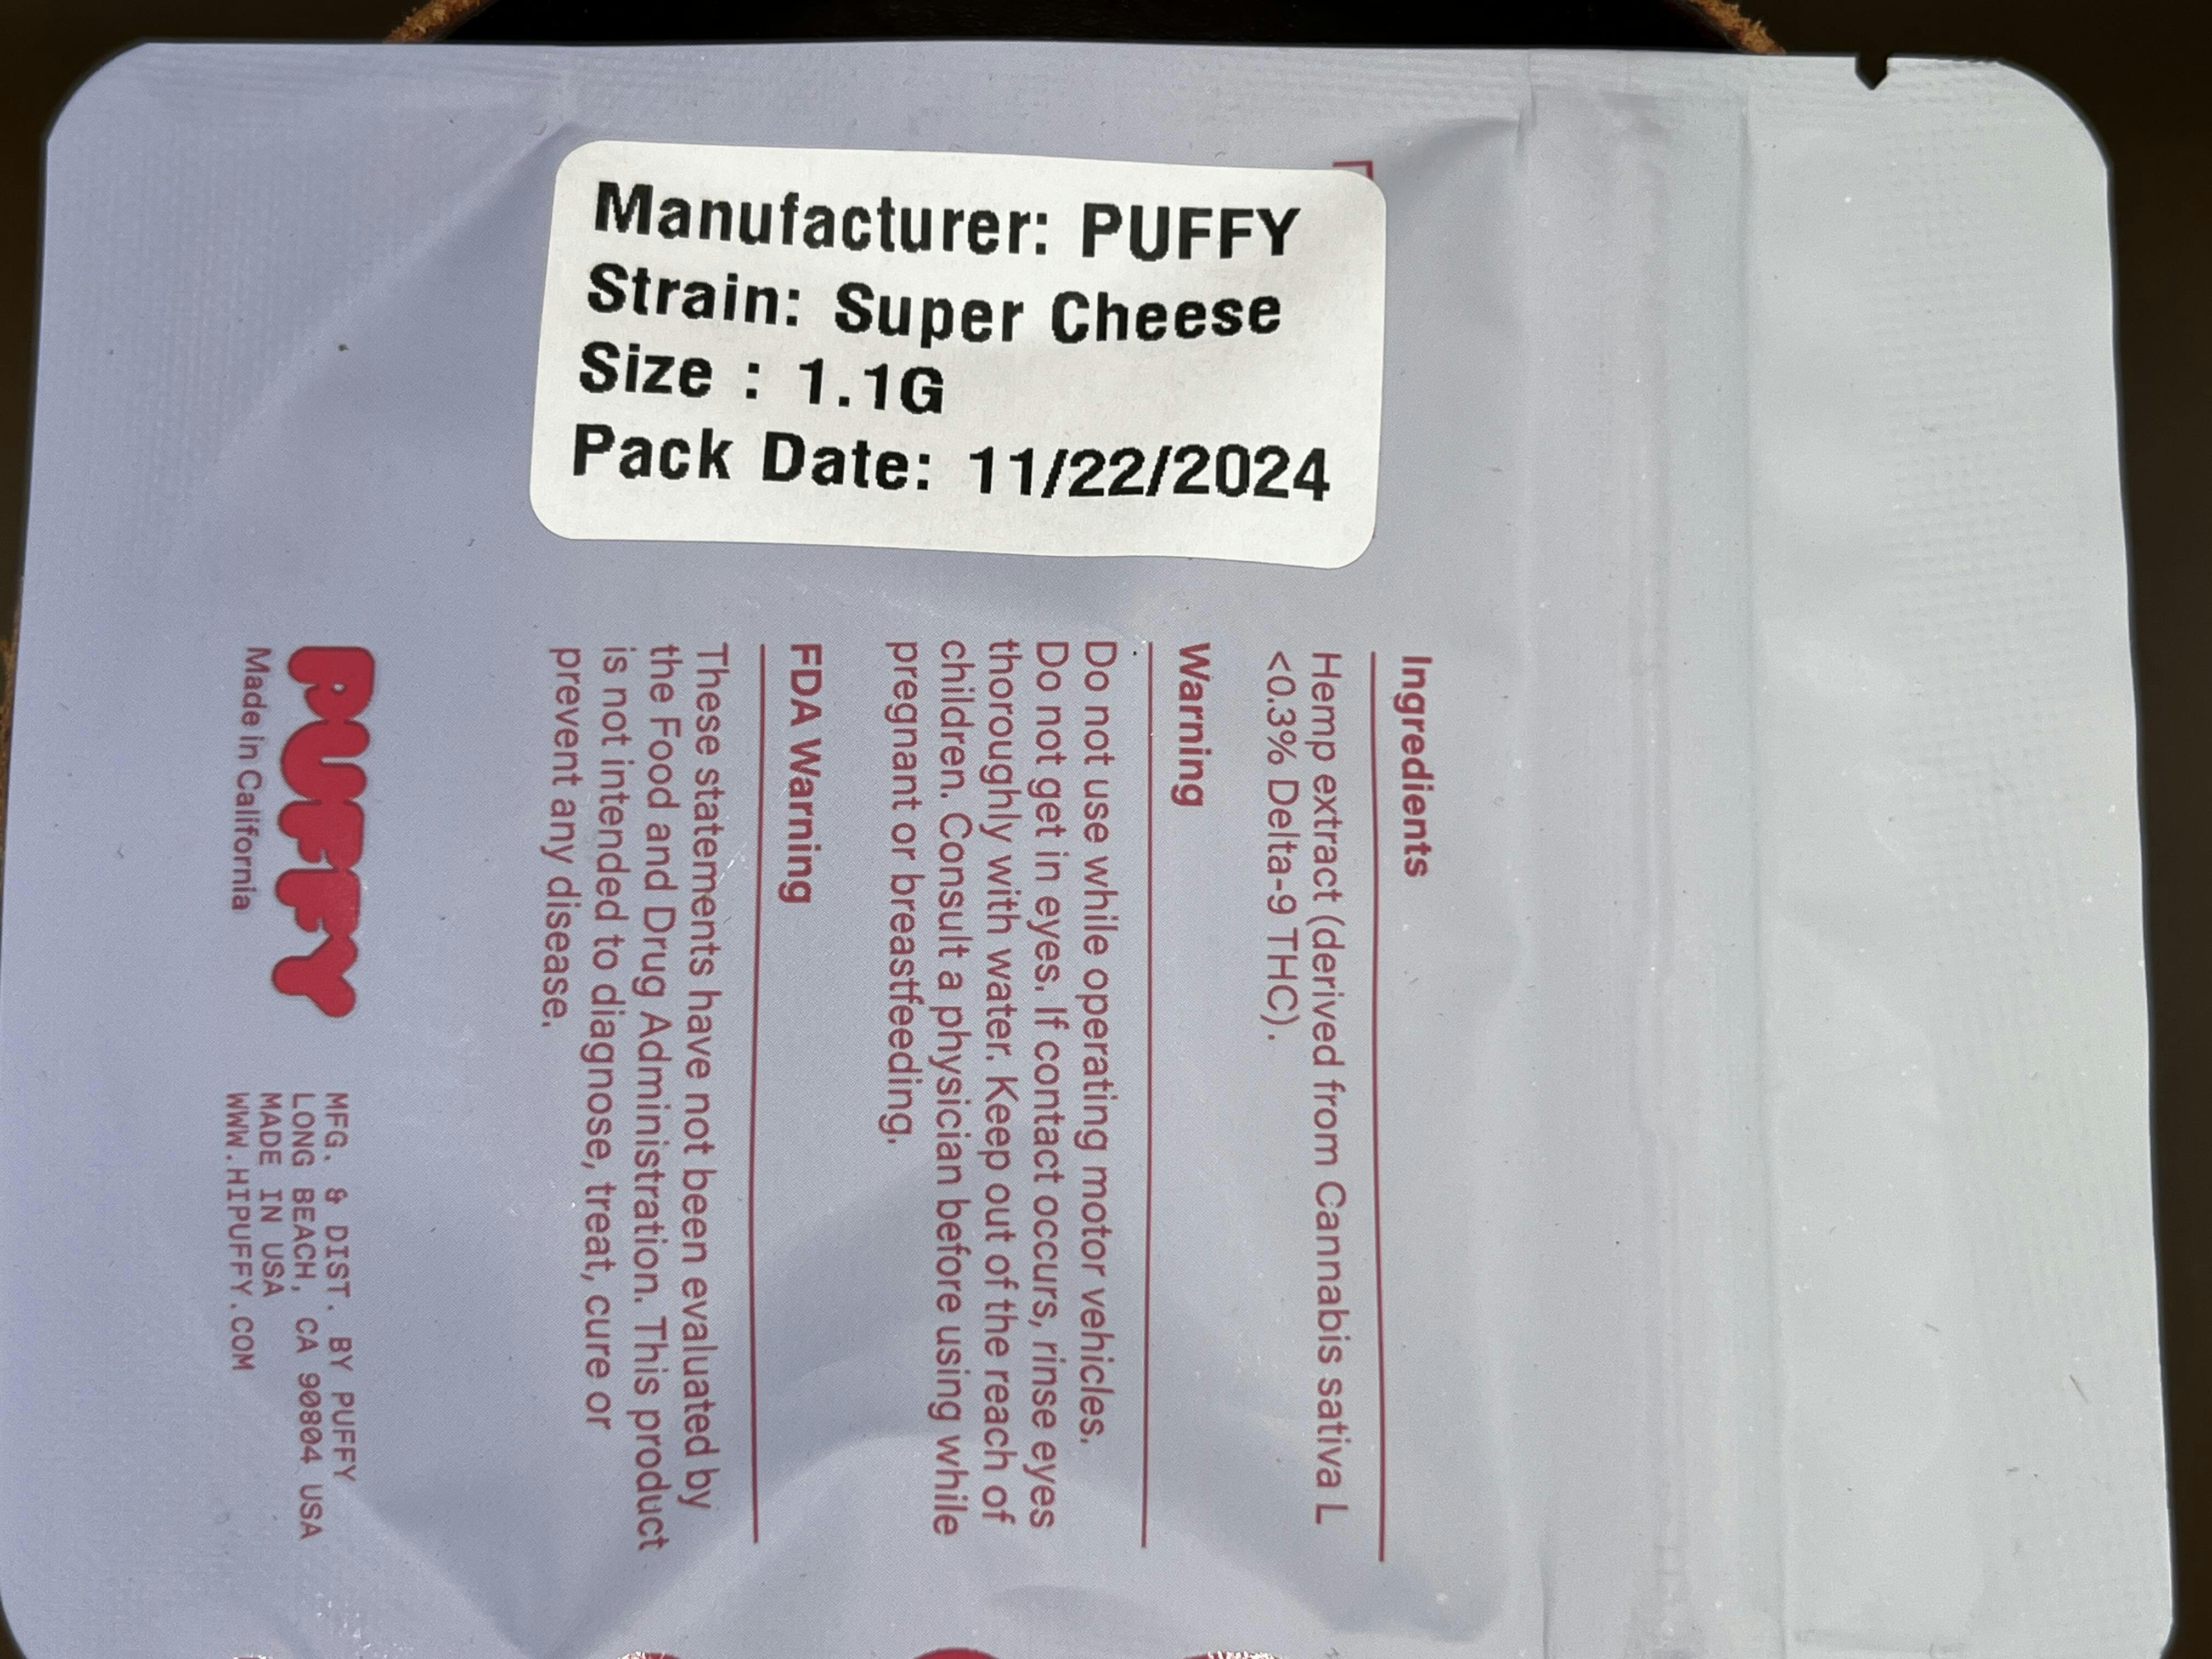 Manufacturer: PUFFY
Strain: Super Cheese
Size : 1.1G
Pack Date: 11/22/2024
Ingredients
Hemp extract (derived from Cannabis sativa L
<0.3% Delta-9 THC).
Warning
Do not use while operating motor vehicles.
Do not get in eyes. If contact occurs, rinse eyes
thoroughly with water. Keep out of the reach of
children. Consult a physician before using while
pregnant or breastfeeding.
FDA Warning
These statements have not been evaluated by
the Food and Drug Administration. This product
is not intended to diagnose, treat, cure or
prevent any disease.
PUFFY
Made in California
MFG. & DIST. BY PUFFY
LONG BEACH, CA 90804 USA
MADE IN USA
WWW.HIPUFFY.COM